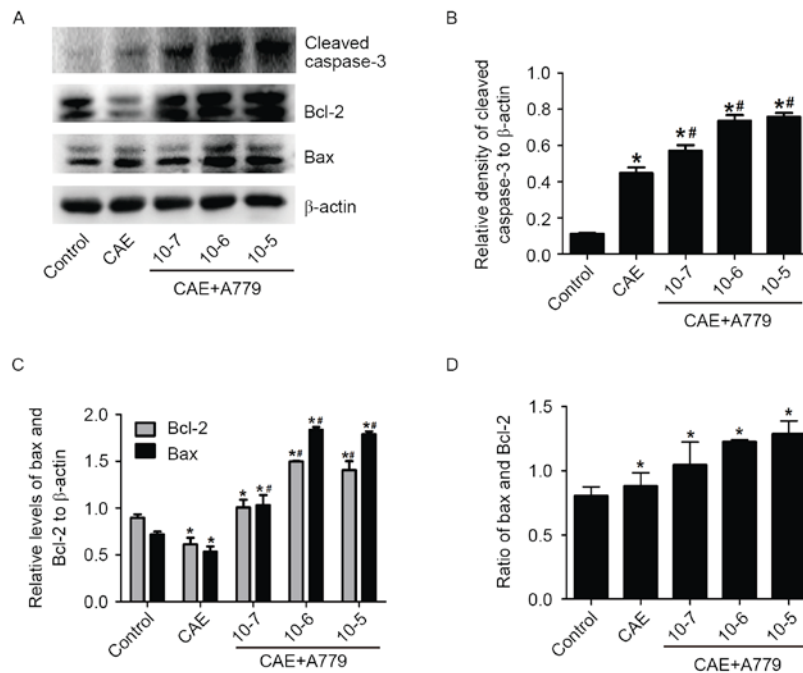 A
Cleaved
caspase-3
Bcl-2
Bax
β-actin
Control
CAE
10-7
10-6
10-5
CAE+A779
B
Relative density of cleaved
caspase-3 to β-actin
1.0
0.8
0.6
0.4
0.2
0.0
*
*#
*#
*#
Control
CAE
10-7
10-6
10-5
CAE+A779
C
Relative levels of bax and
Bcl-2 to β-actin
2.0
1.5
1.0
0.5
0.0
Bcl-2
Bax
*
*
*
*#
*#
*#
*#
*#
Control
CAE
10-7
10-6
10-5
CAE+A779
D
Ratio of bax and Bcl-2
1.5
1.0
0.5
0.0
*
*
*
*
Control
CAE
10-7
10-6
10-5
CAE+A779